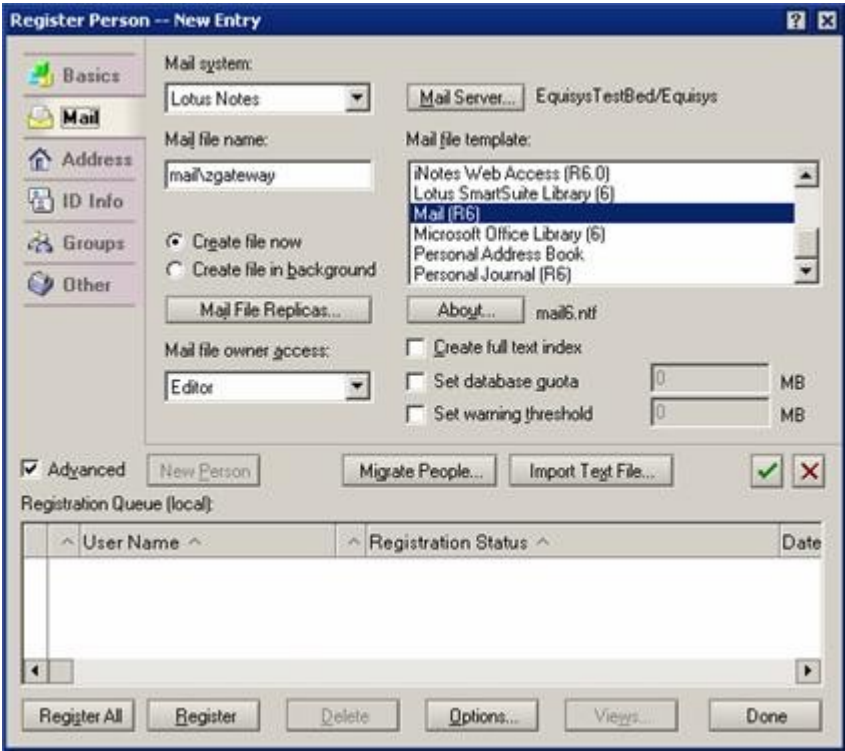 Register Person -- New Entry
Basics
Mail
Address
ID Info
Groups
Other
Mail system:
Lotus Notes
Mail Server... EquisysTestBed/Equisys
Mail file name:
mail\zgateway
Mail file template:
iNotes Web Access (R6.0)
Lotus SmartSuite Library (6)
Mail (R6)
Microsoft Office Library (6)
Personal Address Book
Personal Journal (R6)
Create file now
Create file in background
Mail File Replicas...
About... mail6.ntf
Mail file owner access:
Editor
Create full text index
Set database quota 0 MB
Set warning threshold 0 MB
Advanced New Person Migrate People... Import Text File...
Registration Queue (local):
User Name Registration Status Date
Register All Register Delete Options... Views... Done